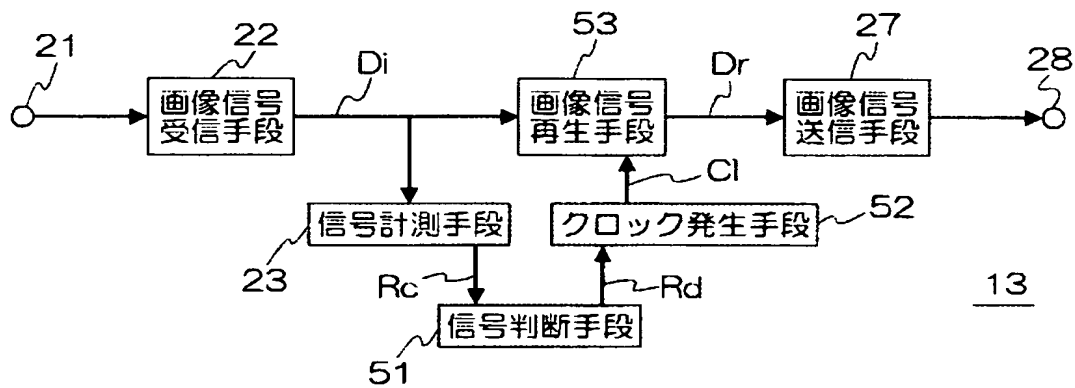 21
22
Di
53
Dr
27
28
画像信号
受信手段
画像信号
再生手段
画像信号
送信手段
Cl
信号計測手段
クロック発生手段
52
23
Rc
Rd
13
信号判断手段
51